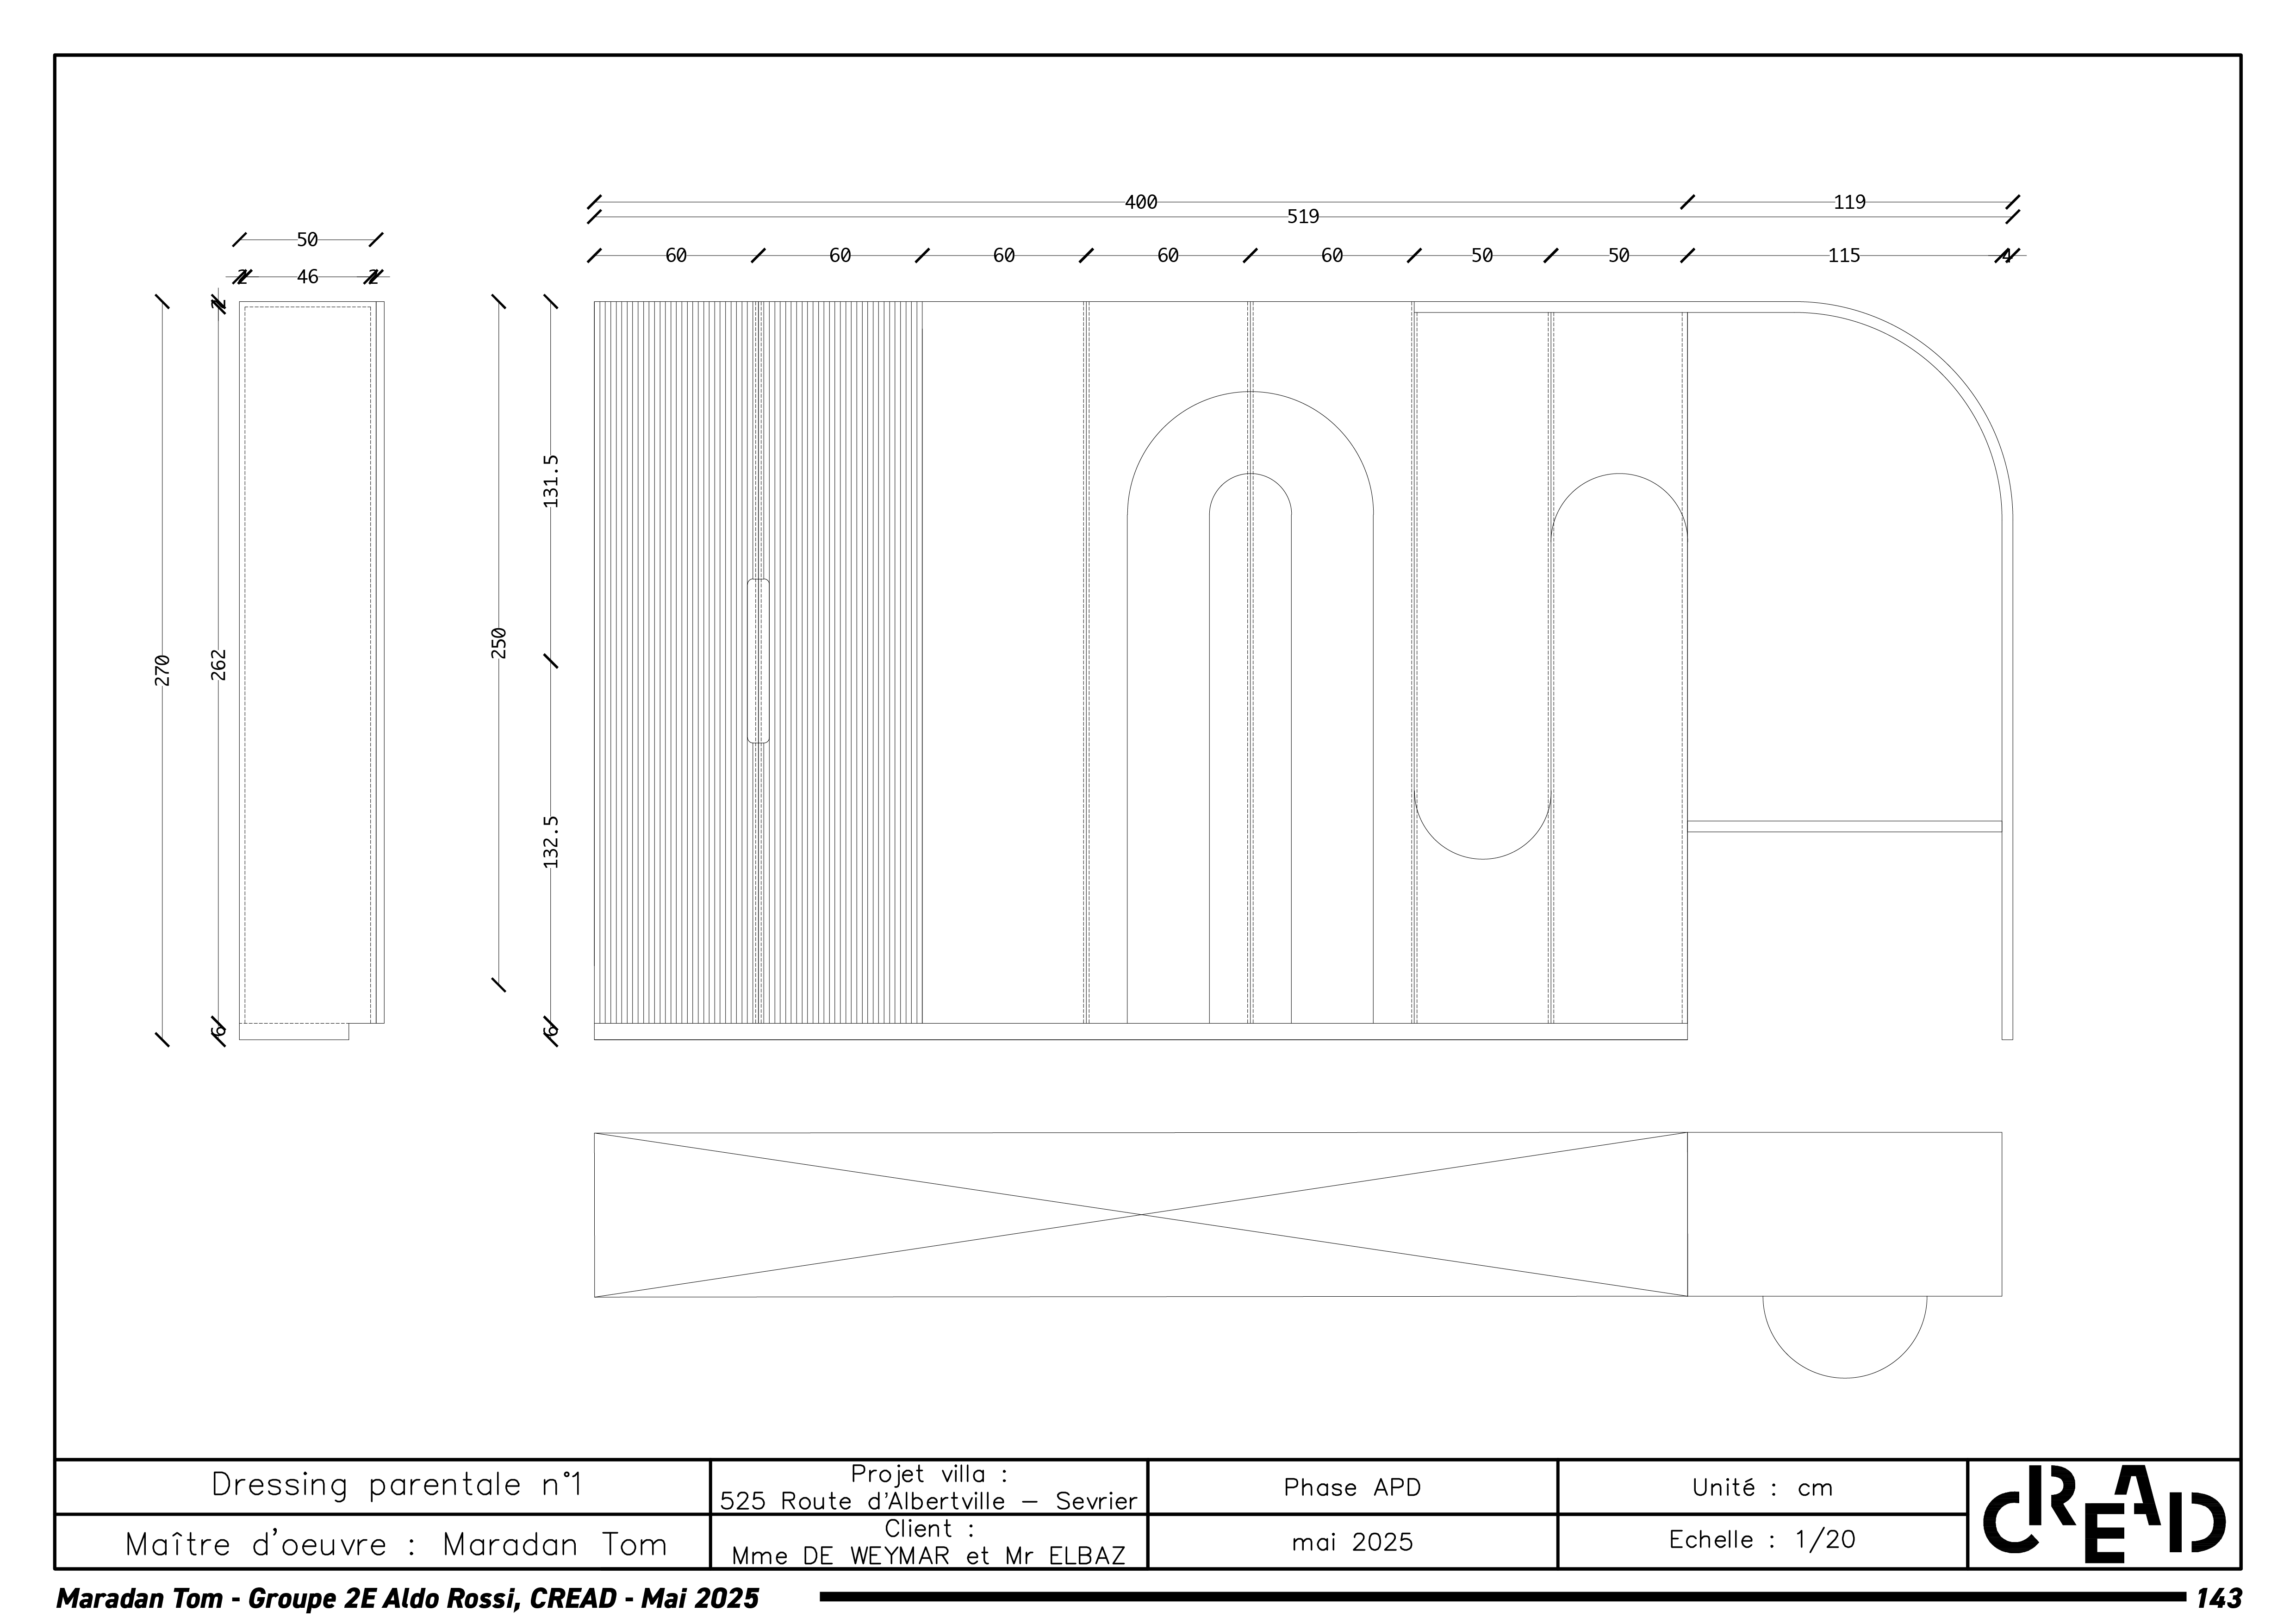 400
119
519
50
60
60
60
60
60
50
50
115
4
2
46
2
2
131.5
250
262
270
132.5
6
6
Dressing parentale n°1
Projet villa :
525 Route d'Albertville – Sevrier
Phase APD
Unité : cm
Maître d'oeuvre : Maradan Tom
Client :
Mme DE WEYMAR et Mr ELBAZ
mai 2025
Echelle : 1/20
CREAD
Maradan Tom - Groupe 2E Aldo Rossi, CREAD - Mai 2025
143